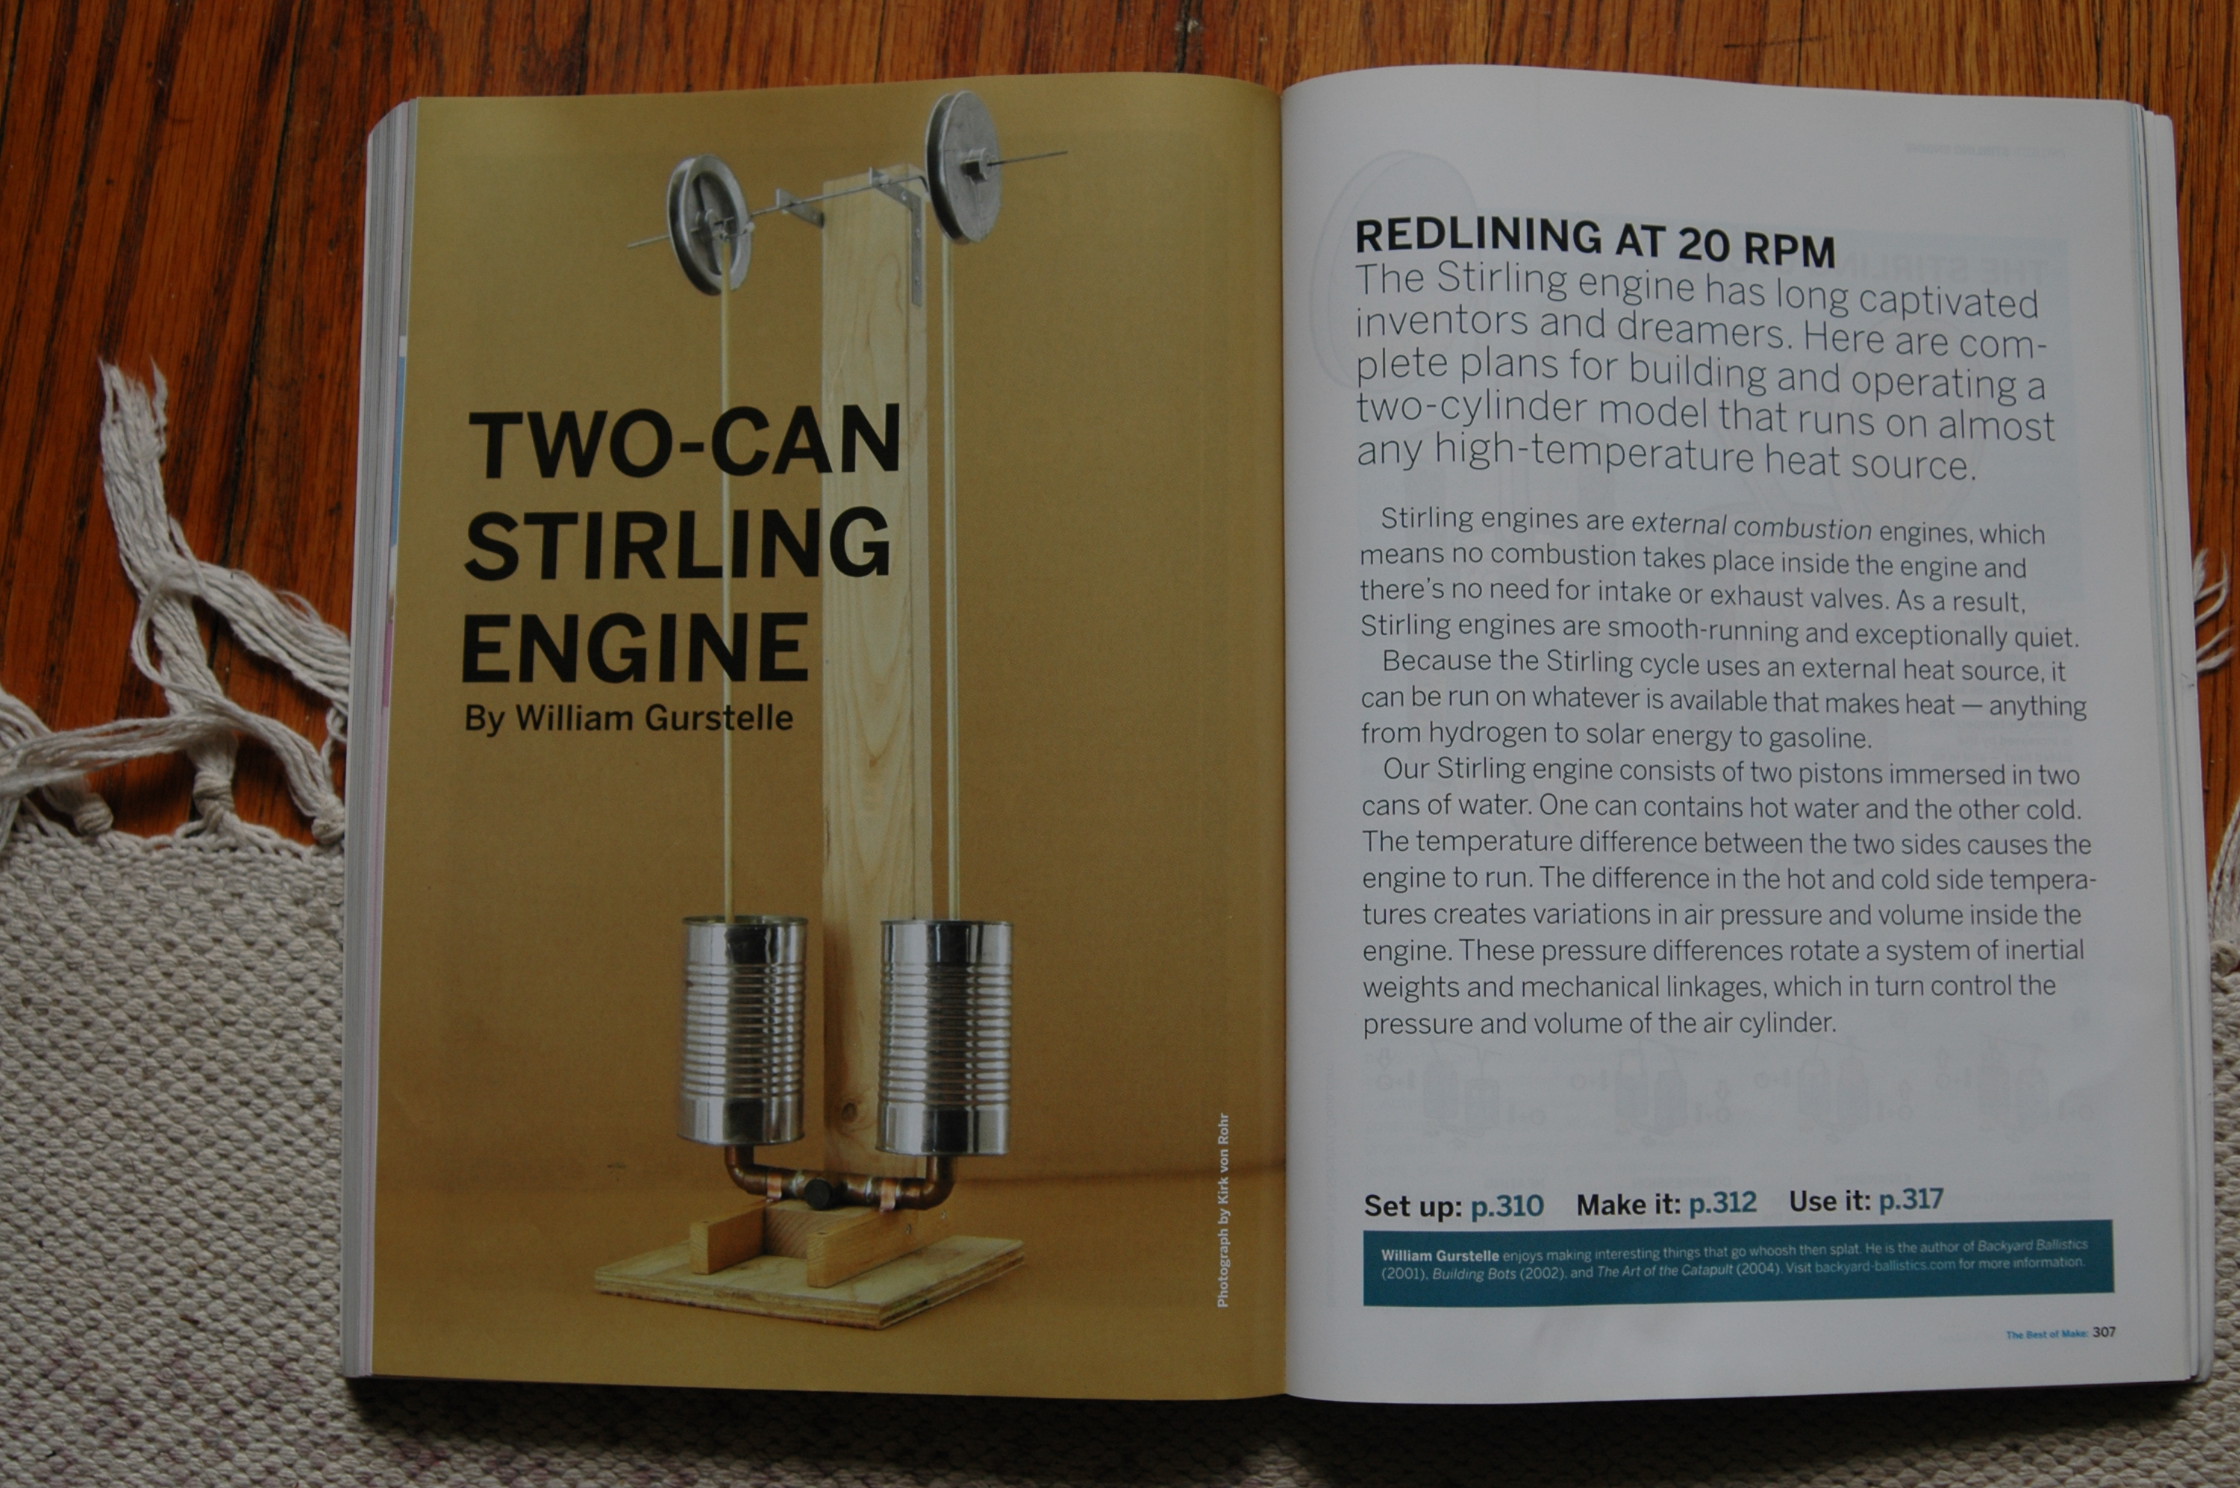 TWO-CAN
STIRLING
ENGINE
By William Gurstelle
Photograph by Kirk von Rohr
REDLINING AT 20 RPM
The Stirling engine has long captivated
inventors and dreamers. Here are com-
plete plans for building and operating a
two-cylinder model that runs on almost
any high-temperature heat source.
Stirling engines are external combustion engines, which
means no combustion takes place inside the engine and
there's no need for intake or exhaust valves. As a result,
Stirling engines are smooth-running and exceptionally quiet.
Because the Stirling cycle uses an external heat source, it
can be run on whatever is available that makes heat — anything
from hydrogen to solar energy to gasoline.
Our Stirling engine consists of two pistons immersed in two
cans of water. One can contains hot water and the other cold.
The temperature difference between the two sides causes the
engine to run. The difference in the hot and cold side tempera-
tures creates variations in air pressure and volume inside the
engine. These pressure differences rotate a system of inertial
weights and mechanical linkages, which in turn control the
pressure and volume of the air cylinder.
Set up: p.310 Make it: p.312 Use it: p.317
William Gurstelle enjoys making interesting things that go whoosh then splat. He is the author of Backyard Ballistics
(2001), Building Bots (2002), and The Art of the Catapult (2004). Visit backyard-ballistics.com for more information.
The Best of Make: 307